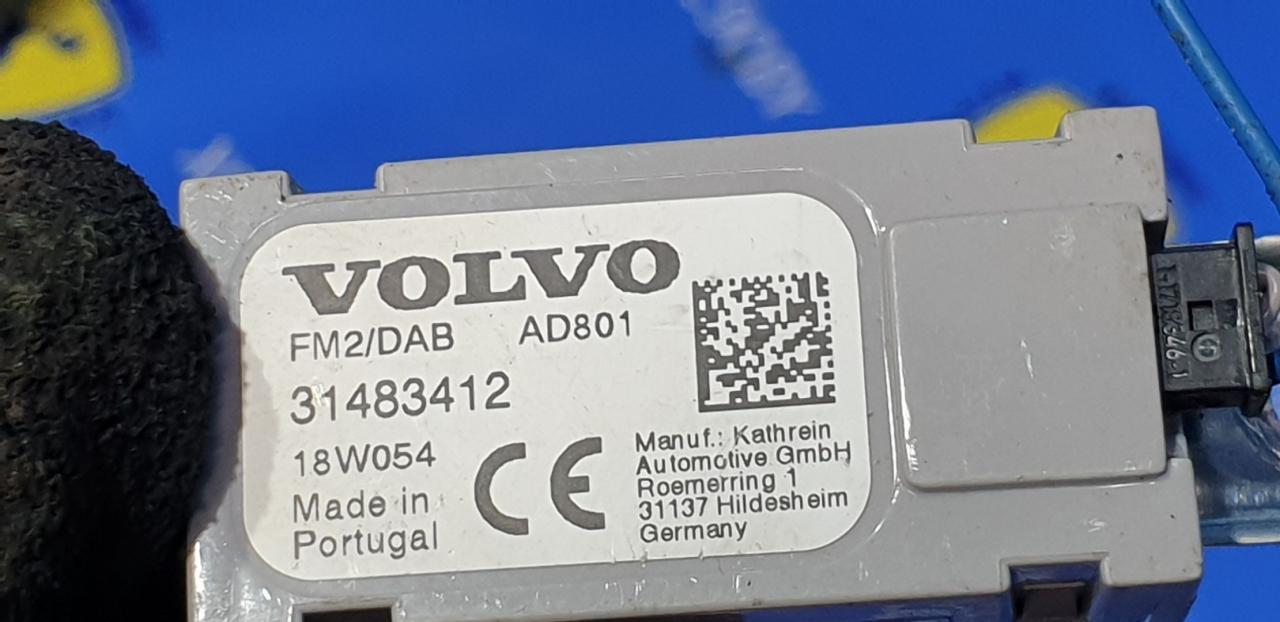 VOLVO
FM2/DAB AD801
31483412
18W054
Made in
Portugal
CE
Manuf.: Kathrein
Automotive GmbH
Roemerring 1
31137 Hildesheim
Germany